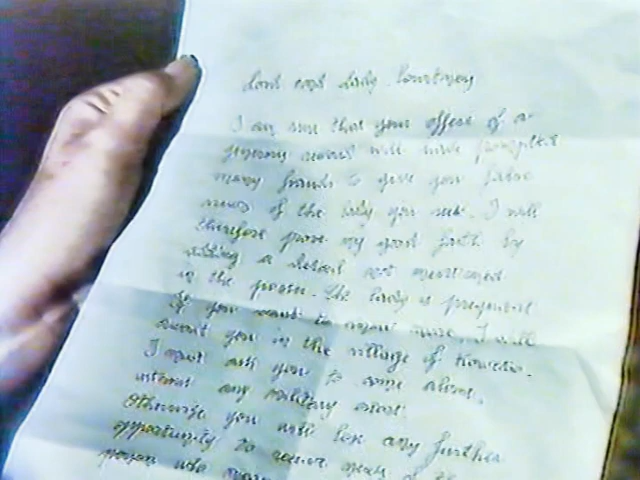 Lord and Lady Courtney
I am sure that your offers of a
generous reward will have prompted
many frauds to give you false
news of the lady you seek. I will
therefore prove my good faith by
adding a detail not mentioned
in the poster. The lady is pregnant
If you want to know more, I will
await you in the village of
I must ask you to come alone,
without any military escort.
Otherwise you will lose any further
opportunity to receive news of the
person who